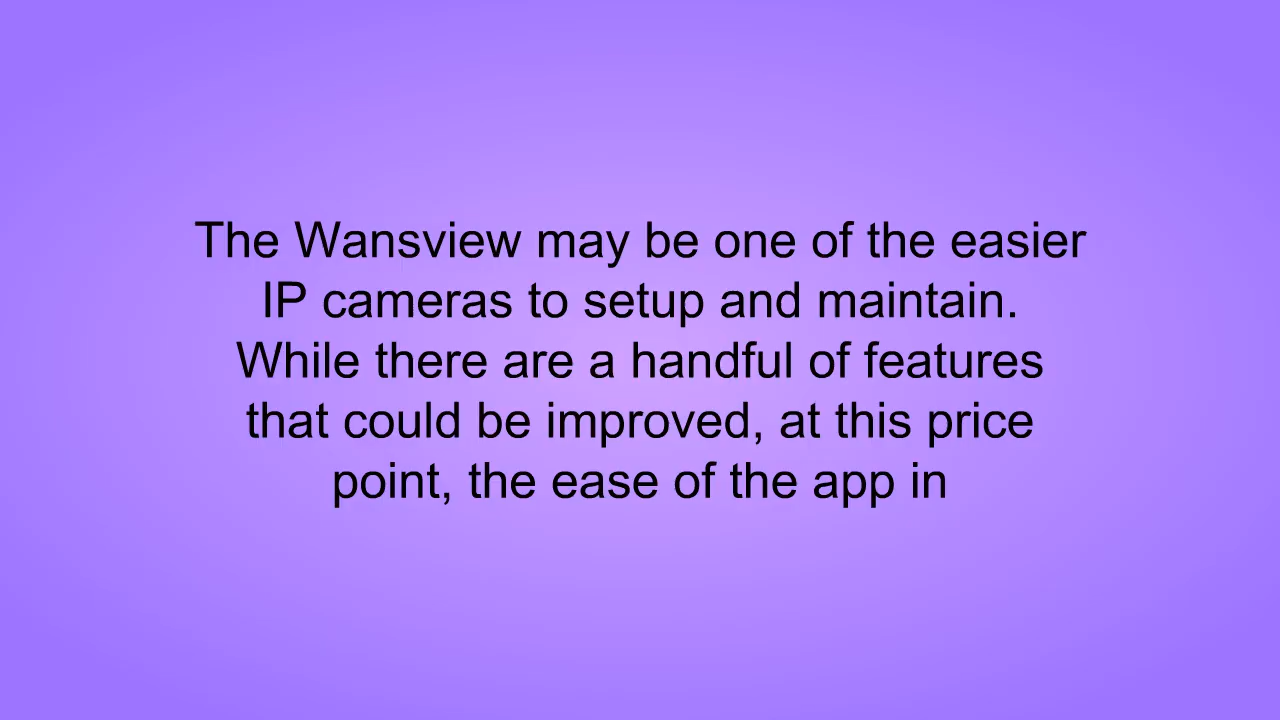 The Wansview may be one of the easier
IP cameras to setup and maintain.
While there are a handful of features
that could be improved, at this price
point, the ease of the app in